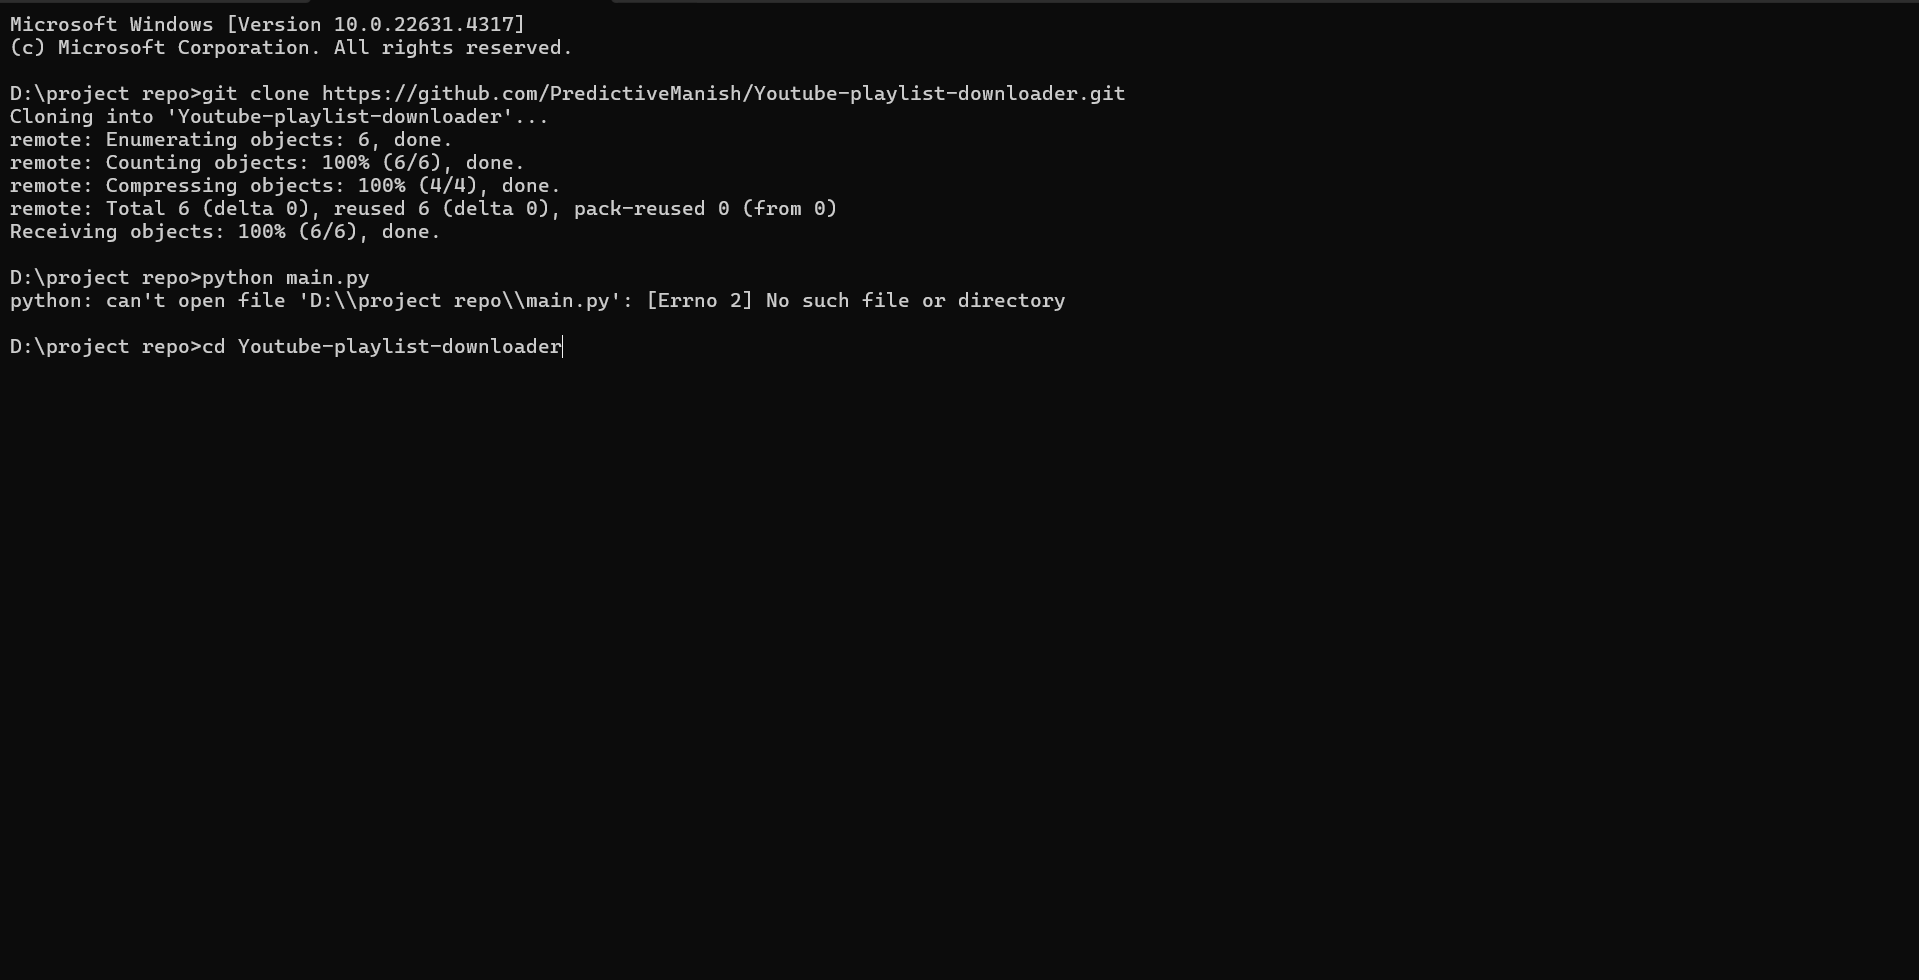 Microsoft Windows [Version 10.0.22631.4317]
(c) Microsoft Corporation. All rights reserved.
D:\project repo>git clone https://github.com/PredictiveManish/Youtube-playlist-downloader.git
Cloning into 'Youtube-playlist-downloader'...
remote: Enumerating objects: 6, done.
remote: Counting objects: 100% (6/6), done.
remote: Compressing objects: 100% (4/4), done.
remote: Total 6 (delta 0), reused 6 (delta 0), pack-reused 0 (from 0)
Receiving objects: 100% (6/6), done.
D:\project repo>python main.py
python: can't open file 'D:\\project repo\\main.py': [Errno 2] No such file or directory
D:\project repo>cd Youtube-playlist-downloader